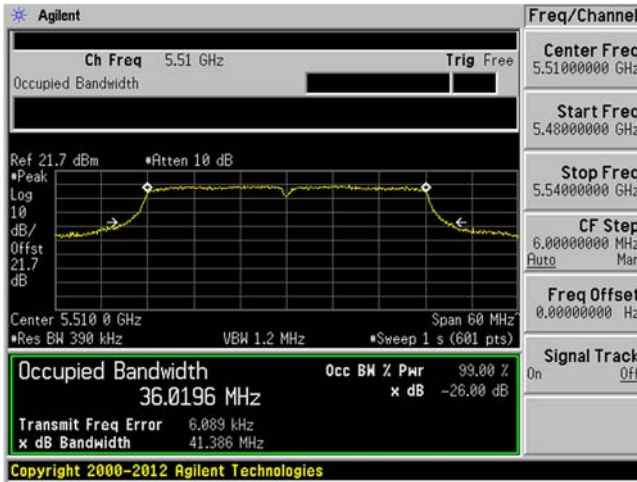 Agilent
Freq/Channel
Ch Freq 5.51 GHz Trig Free
Occupied Bandwidth
Center Freq
5.51000000 GHz
Start Freq
5.48000000 GHz
Stop Freq
5.54000000 GHz
CF Step
6.00000000 MHz
Auto Man
Freq Offset
0.00000000 Hz
Signal Track
On Off
Ref 21.7 dBm #Atten 10 dB
#Peak
Log
10
dB/
Offst
21.7
dB
Center 5.510 0 GHz Span 60 MHz
#Res BW 390 kHz VBW 1.2 MHz #Sweep 1 s (601 pts)
Occupied Bandwidth Occ BW % Pwr 99.00 %
36.0196 MHz x dB -26.00 dB
Transmit Freq Error 6.089 kHz
x dB Bandwidth 41.386 MHz
Copyright 2000-2012 Agilent Technologies